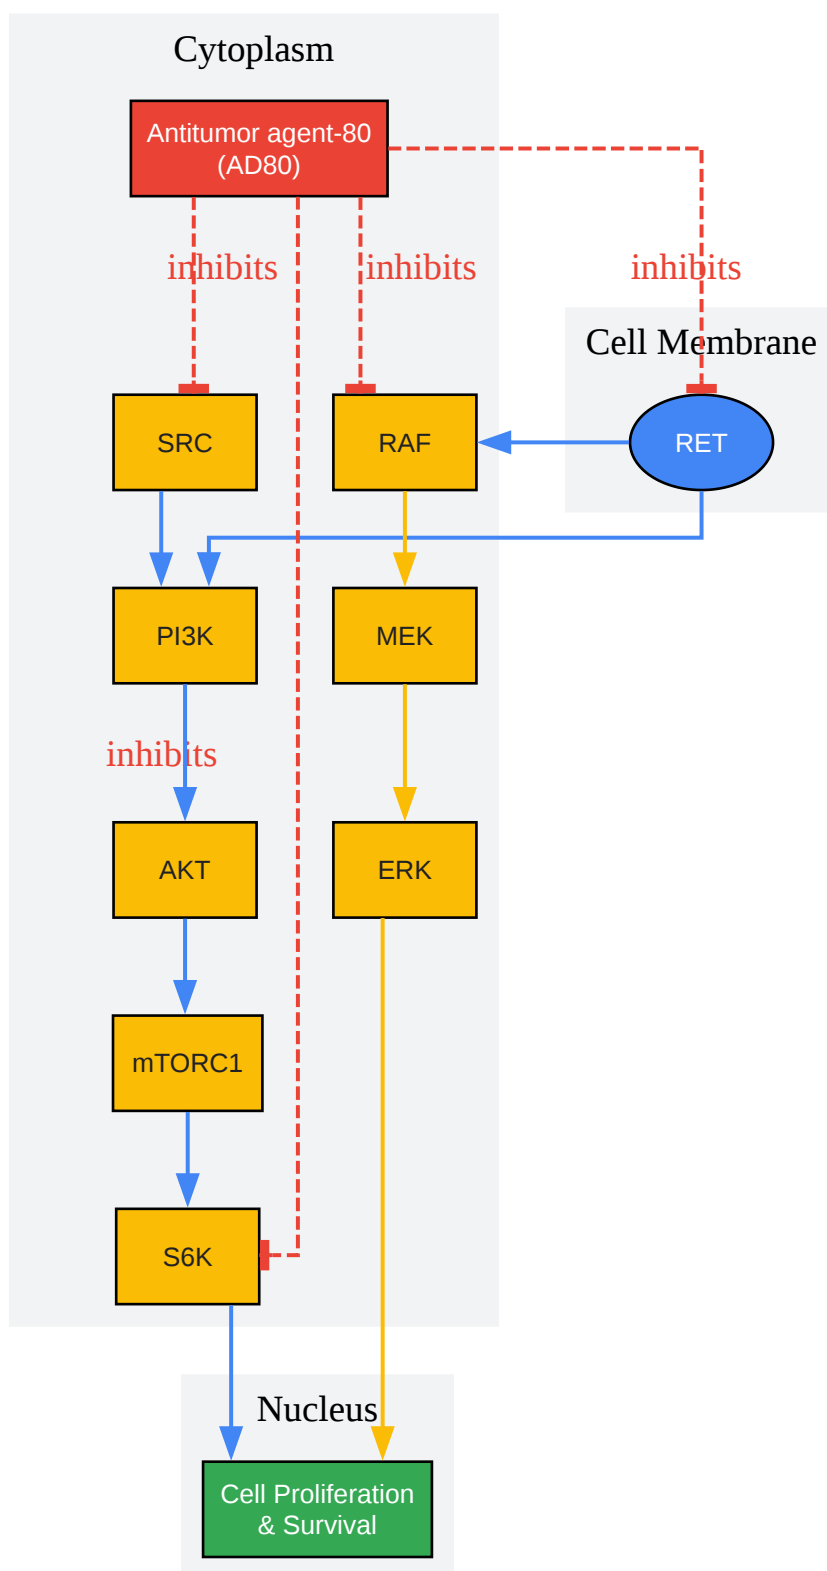 Cytoplasm
Antitumor agent-80
(AD80)
inhibits
inhibits
inhibits
Cell Membrane
SRC
RAF
RET
PI3K
MEK
inhibits
AKT
ERK
mTORC1
S6K
Nucleus
Cell Proliferation
& Survival